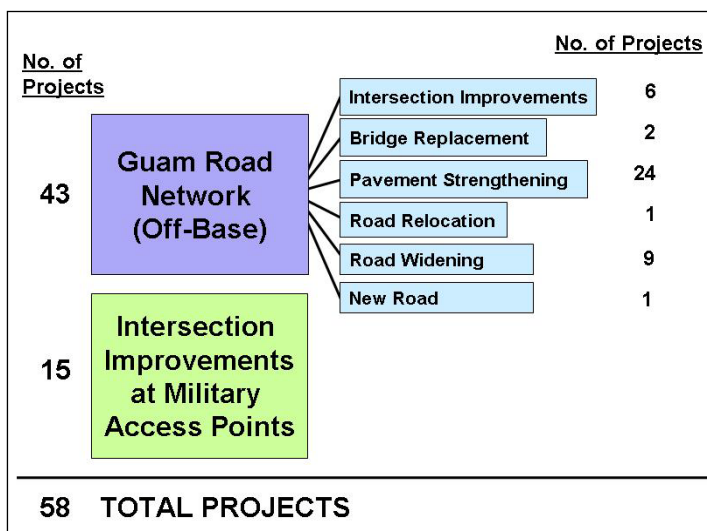 No. of Projects
No. of
Projects
Intersection Improvements 6
Bridge Replacement 2
43
Guam Road
Network
(Off-Base)
Pavement Strengthening 24
Road Relocation 1
Road Widening 9
New Road 1
15
Intersection
Improvements
at Military
Access Points
58 TOTAL PROJECTS